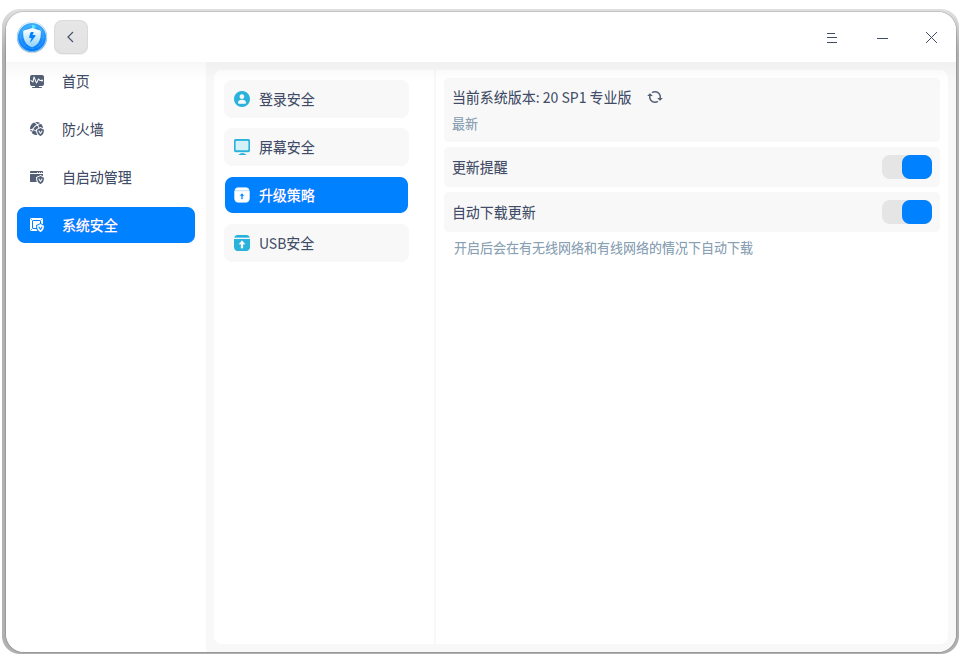 首页
防火墙
自启动管理
系统安全
登录安全
屏幕安全
升级策略
USB安全
当前系统版本: 20 SP1 专业版
最新
更新提醒
自动下载更新
开启后会在有无线网络和有线网络的情况下自动下载